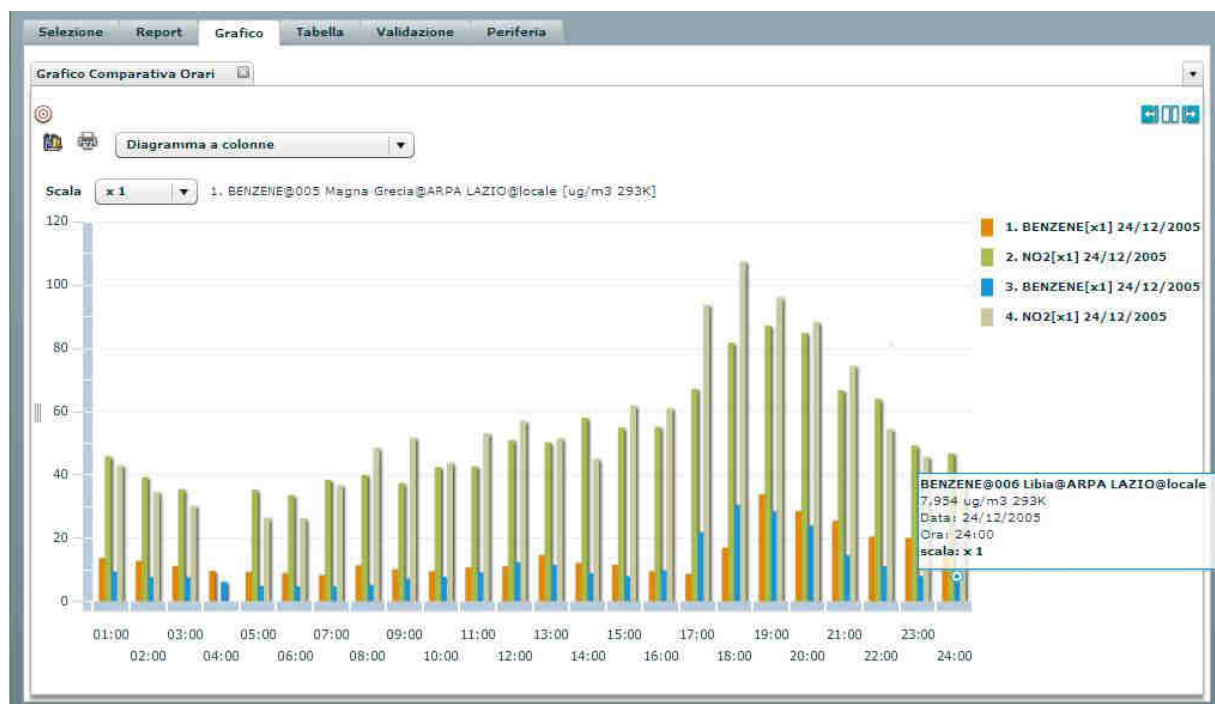 Selezione Report Grafico Tabella Validazione Periferia
Grafico Comparativa Orari
Diagramma a colonne
Scala x 1 1. BENZENE@005 Magna Grecia@ARPA LAZIO@locale [ug/m3 293K]
120
100
80
60
40
20
0
1. BENZENE[x1] 24/12/2005
2. NO2[x1] 24/12/2005
3. BENZENE[x1] 24/12/2005
4. NO2[x1] 24/12/2005
BENZENE@006 Libia@ARPA LAZIO@locale
7,954 ug/m3 293K
Data: 24/12/2005
Ora: 24:00
scala: x 1
01:00 03:00 05:00 07:00 09:00 11:00 13:00 15:00 17:00 19:00 21:00 23:00
02:00 04:00 06:00 08:00 10:00 12:00 14:00 16:00 18:00 20:00 22:00 24:00